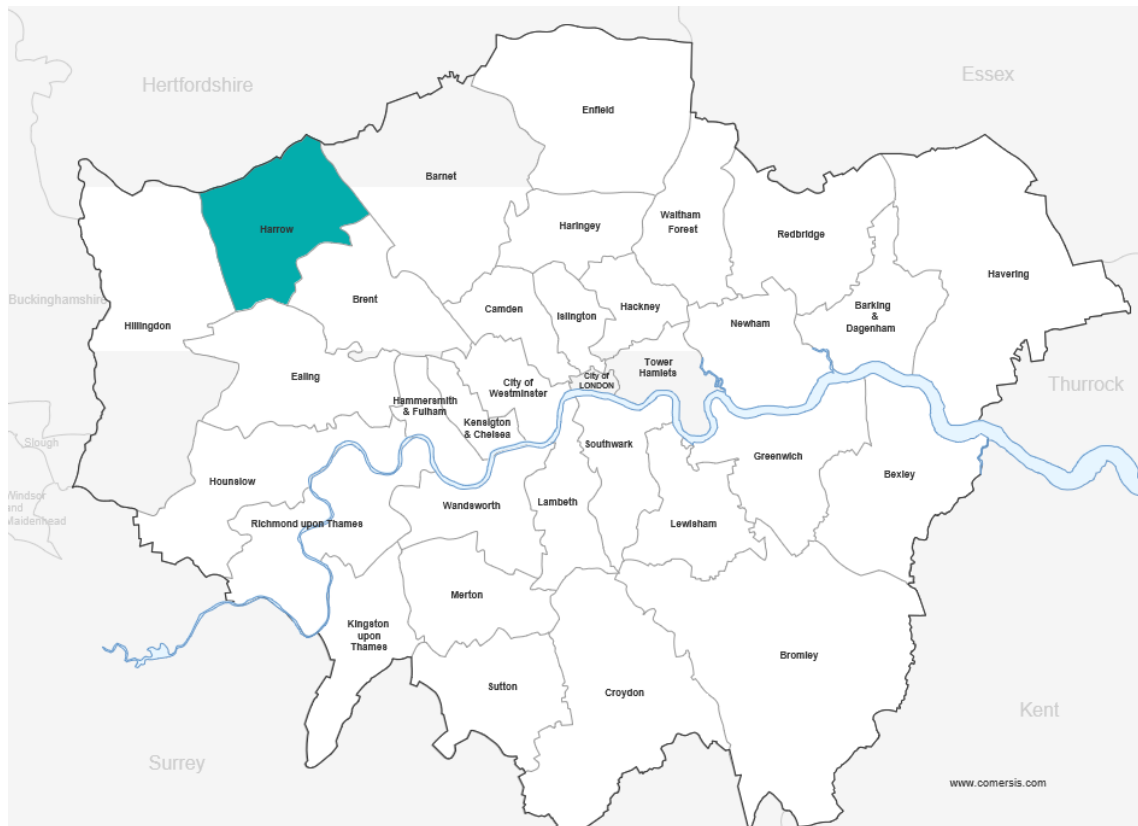 Hertfordshire
Essex
Enfield
Barnet
Harrow
Haringey
Waltham
Forest
Redbridge
Havering
Buckinghamshire
Hillingdon
Brent
Camden
Islington
Hackney
Newham
Barking
&
Dagenham
Ealing
Tower
Hamlets
City of
LONDON
City of
Westminster
Hammersmith
& Fulham
Kensigton
& Chelsea
Thurrock
Slough
Southwark
Greenwich
Bexley
Hounslow
Windsor
and
Maidenhead
Richmond upon Thames
Wandsworth
Lambeth
Lewisham
Merton
Kingston
upon
Thames
Bromley
Sutton
Croydon
Kent
Surrey
www.comersis.com